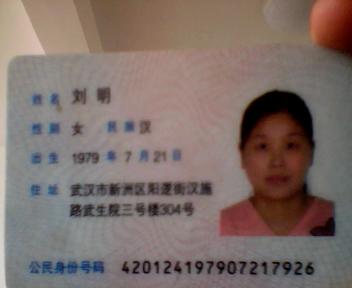 姓名 刘明
性别 女 民族 汉
出生 1979 年 7 月 21 日
住址 武汉市新洲区阳逻街汉施
路武生院三号楼304号
公民身份号码 420124197907217926